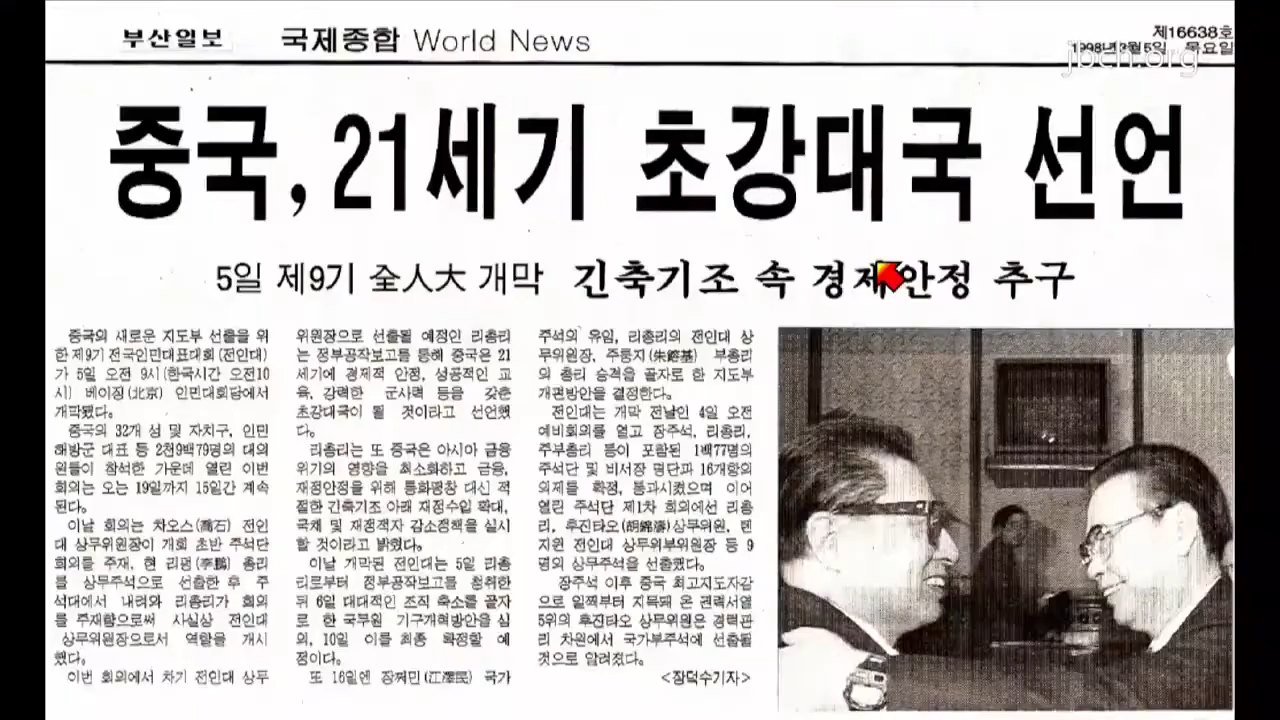 부산일보
국제종합 World News
제16638호
1998년 3월 5일 목요일
jbch.org
중국, 21세기 초강대국 선언
5일 제9기 全人大 개막 긴축기조 속 경제안정 추구
중국의 새로운 지도부 선출을 위
한 제9기 전국인민대표대회(전인대)
가 5일 오전 9시(한국시간 오전10
시) 베이징(北京) 인민대회당에서
개막됐다.
중국의 32개 성 및 자치구, 인민
해방군 대표 등 2천9백79명의 대의
원들이 참석한 가운데 열린 이번
회의는 오는 19일까지 15일간 계속
된다.
이날 회의는 차오스(喬石) 전인
대 상무위원장이 개회 초반 주석단
회의를 주재, 현 리펑(李鵬) 총리
를 상무주석으로 선출한 후 주
석대에서 내려와 리총리가 회의
를 주재함으로써 사실상 전인대
상무위원장으로서 역할을 개시
했다.
이번 회의에서 차기 전인대 상무
위원장으로 선출될 예정인 리총리
는 정부공작보고를 통해 중국은 21
세기에 경제적 안정, 성공적인 교
육, 강력한 군사력 등을 갖춘
초강대국이 될 것이라고 선언했
다.
리총리는 또 중국은 아시아 금융
위기의 영향을 최소화하고 금융,
재정안정을 위해 통화팽창 대신 적
절한 긴축기조 아래 재정수입 확대,
국채 및 재정적자 감소정책을 실시
할 것이라고 밝혔다.
이날 개막된 전인대는 5일 리총
리로부터 정부공작보고를 청취한
뒤 6일 대대적인 조직 축소를 골자
로 한 국무원 기구개혁방안을 심
의, 10일 이를 최종 확정할 예
정이다.
또 16일엔 장쩌민(江澤民) 국가
주석의 유임, 리총리의 전인대 상
무위원장, 주룽지(朱鎔基) 부총리
의 총리 승격을 골자로 한 지도부
개편방안을 결정한다.
전인대는 개막 전날인 4일 오전
예비회의를 열고 장주석, 리총리,
주부총리 등이 포함된 1백77명의
주석단 및 비서장 명단과 16개항의
의제를 확정, 통과시켰으며 이어
열린 주석단 제1차 회의에선 리총
리, 후진타오(胡錦濤)상무위원, 톈
지윈 전인대 상무위부위원장 등 9
명의 상무주석을 선출했다.
장주석 이후 중국 최고지도자감
으로 일찍부터 지목돼 온 권력서열
5위의 후진타오 상무위원은 경력관
리 차원에서 국가부주석에 선출될
것으로 알려졌다.
<장덕수기자>